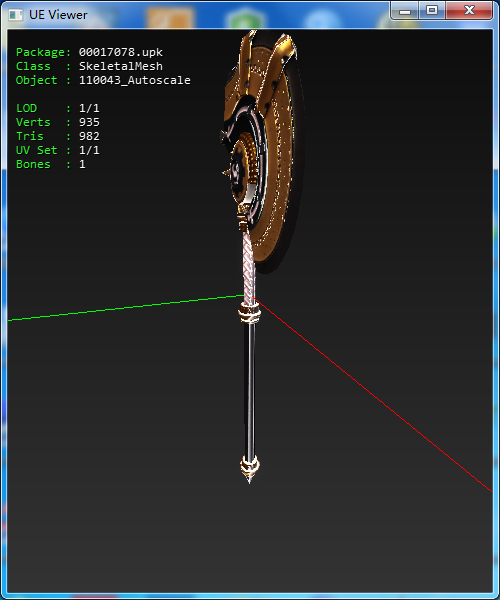 UE Viewer
Package: 00017078.upk
Class : SkeletalMesh
Object : 110043_Autoscale
LOD : 1/1
Verts : 935
Tris : 982
UV Set : 1/1
Bones : 1